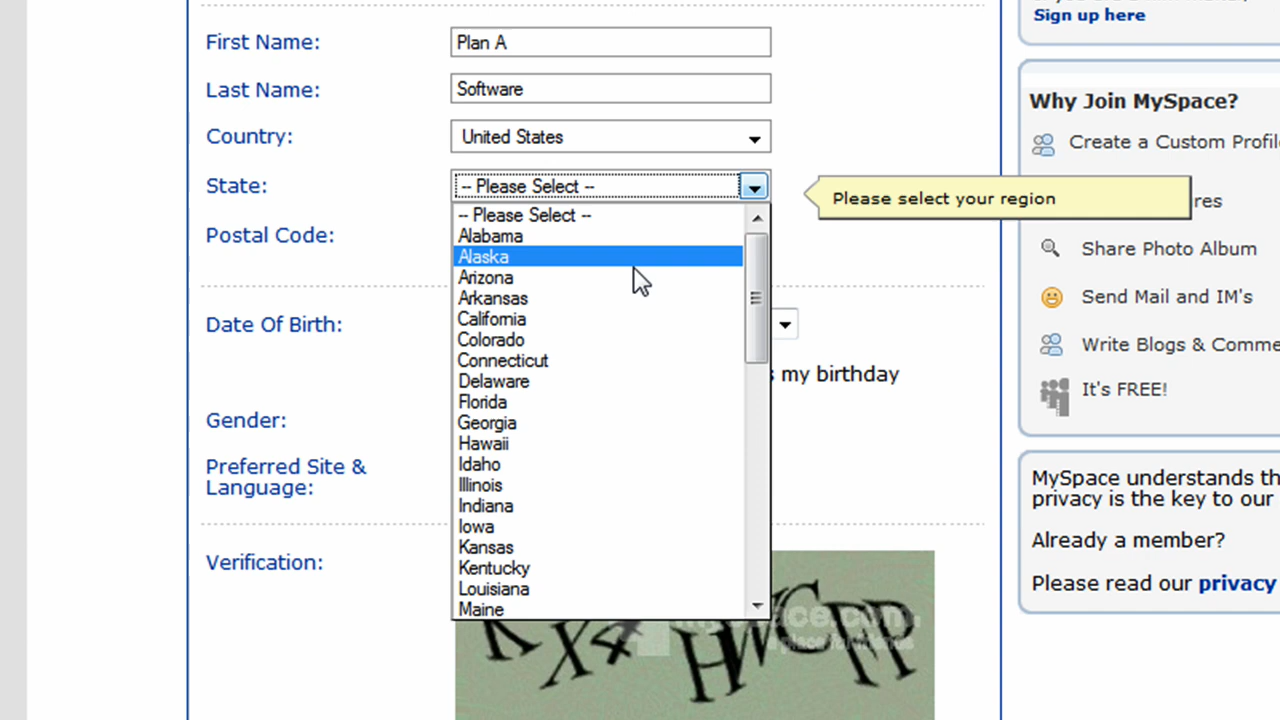 Sign up here
First Name:
Plan A
Last Name:
Software
Country:
United States
State:
-- Please Select --
Please select your region
Postal Code:
-- Please Select --
Alabama
Alaska
Arizona
Arkansas
California
Colorado
Connecticut
Delaware
Florida
Georgia
Hawaii
Idaho
Illinois
Indiana
Iowa
Kansas
Kentucky
Louisiana
Maine
Date Of Birth:
my birthday
Gender:
Preferred Site &
Language:
Verification:
Why Join MySpace?
Create a Custom
Share Photo Album
Send Mail and IM's
Write Blogs &
It's FREE!
MySpace understands
privacy is the key to our
Already a member?
Please read our privacy